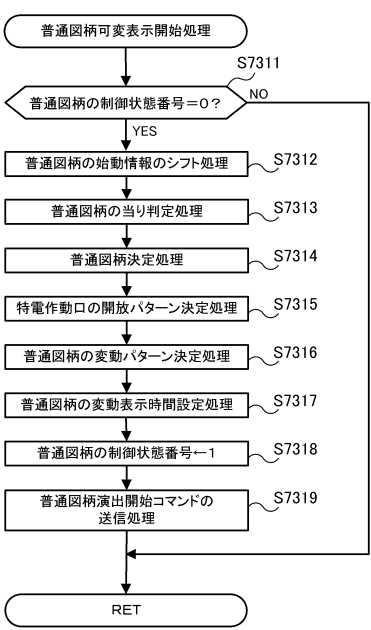 普通図柄可変表示開始処理
S7311
普通図柄の制御状態番号＝0？
NO
YES
普通図柄の始動情報のシフト処理
S7312
普通図柄の当り判定処理
S7313
普通図柄決定処理
S7314
特電作動口の開放パターン決定処理
S7315
普通図柄の変動パターン決定処理
S7316
普通図柄の変動表示時間設定処理
S7317
普通図柄の制御状態番号←1
S7318
普通図柄演出開始コマンドの
送信処理
S7319
RET